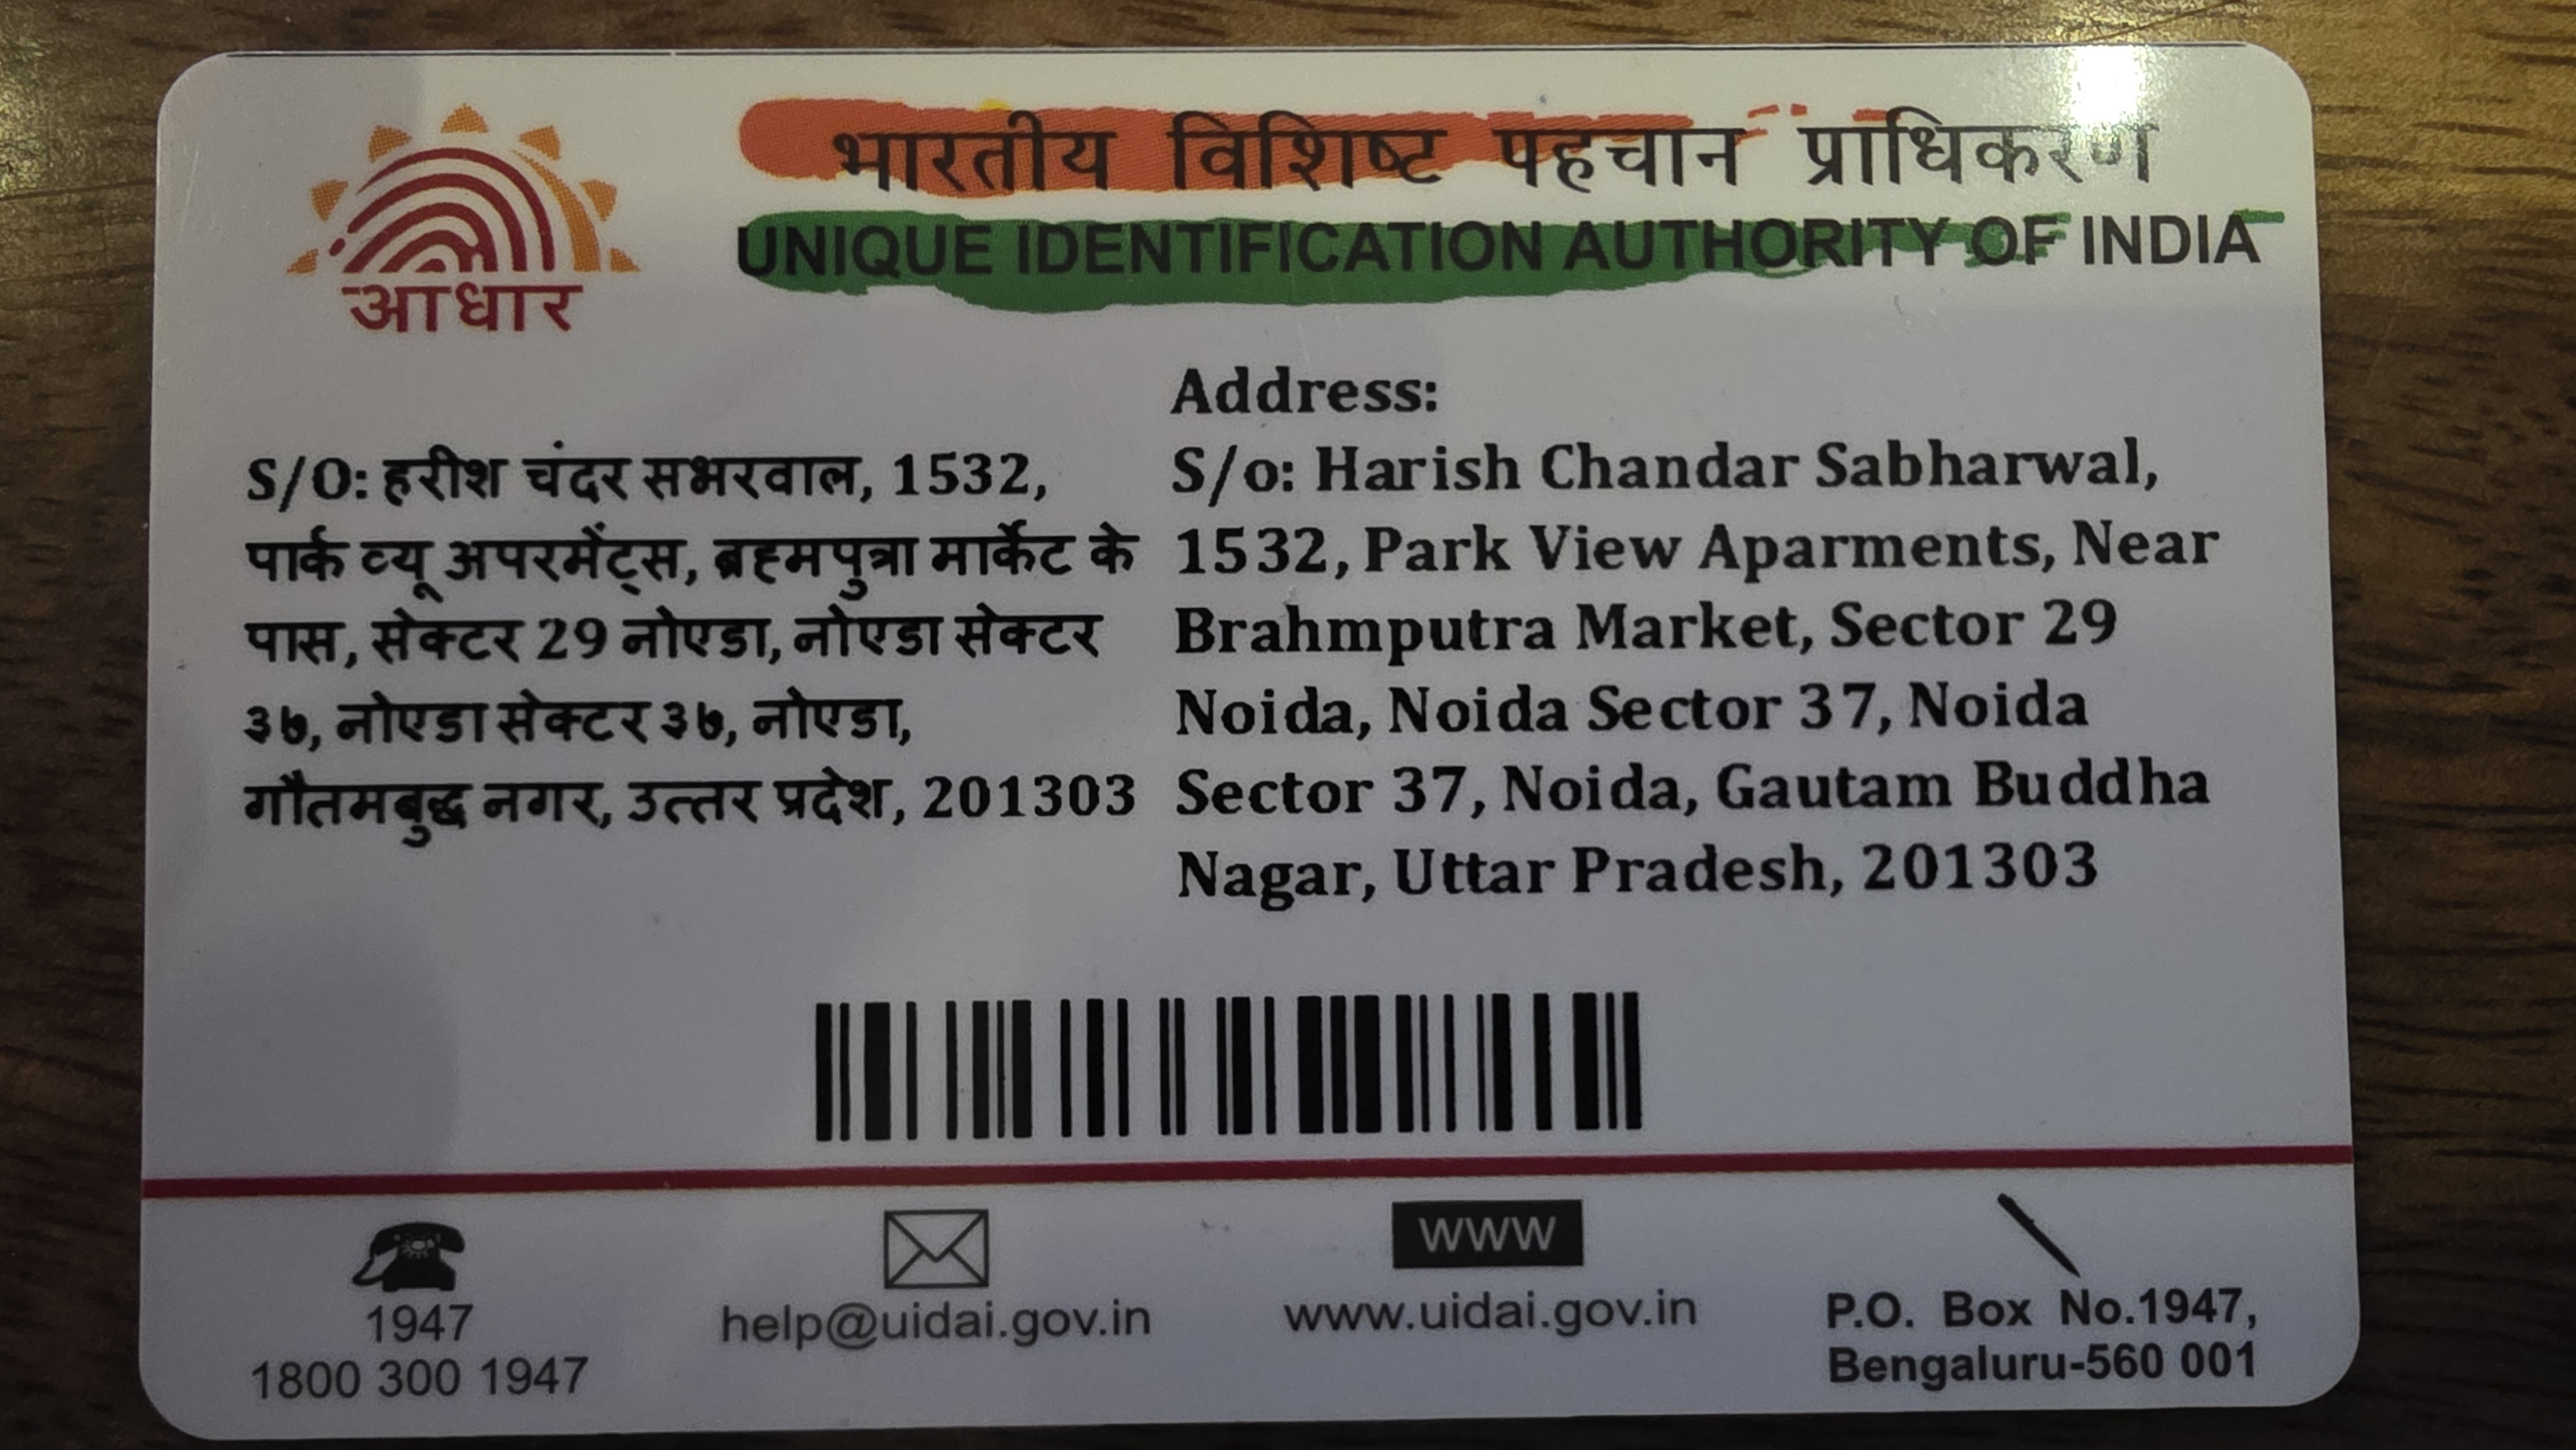 भारतीय विशिष्ट पहचान प्राधिकरण
UNIQUE IDENTIFICATION AUTHORITY OF INDIA
आधार
S/O: हरीश चंदर सभरवाल, 1532,
पार्क व्यू अपरमेंट्स, ब्रह्मपुत्रा मार्केट के
पास, सेक्टर 29 नोएडा, नोएडा सेक्टर
३७, नोएडा सेक्टर ३७, नोएडा,
गौतमबुद्ध नगर, उत्तर प्रदेश, 201303
Address:
S/o: Harish Chandar Sabharwal,
1532, Park View Aparments, Near
Brahmputra Market, Sector 29
Noida, Noida Sector 37, Noida
Sector 37, Noida, Gautam Buddha
Nagar, Uttar Pradesh, 201303
1947
1800 300 1947
help@uidai.gov.in
WWW
www.uidai.gov.in
P.O. Box No.1947,
Bengaluru-560 001